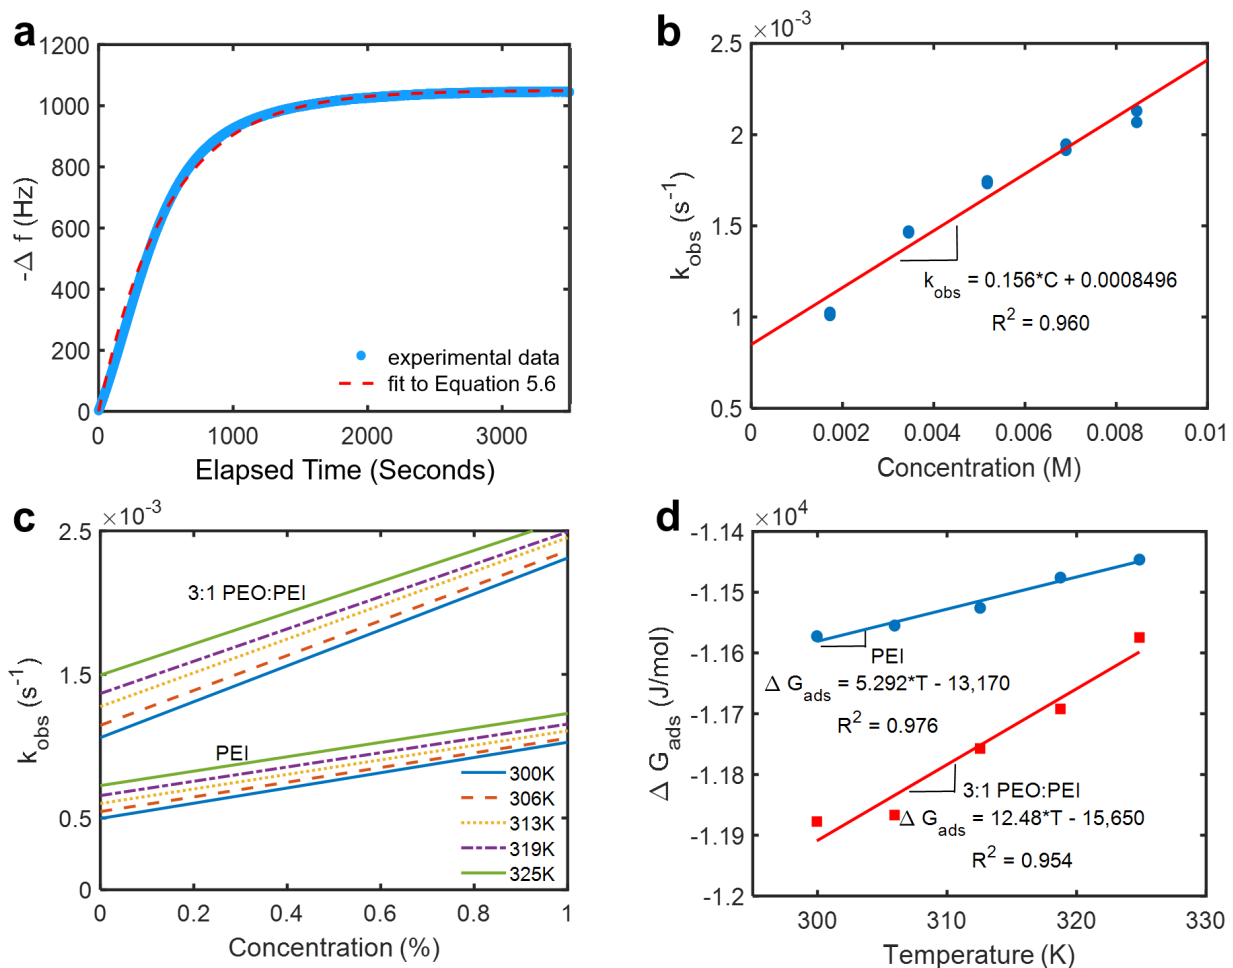 a
1200
1000
800
600
400
200
0
-Δ f (Hz)
experimental data
fit to Equation 5.6
0 1000 2000 3000
Elapsed Time (Seconds)
b
×10⁻³
2.5
2
1.5
1
0.5
k_obs (s⁻¹)
k_obs = 0.156*C + 0.0008496
R² = 0.960
0 0.002 0.004 0.006 0.008 0.01
Concentration (M)
c
×10⁻³
2.5
1.5
0.5
0
k_obs (s⁻¹)
3:1 PEO:PEI
PEI
300K
306K
313K
319K
325K
0 0.2 0.4 0.6 0.8 1
Concentration (%)
d
×10⁴
-1.14
-1.15
-1.16
-1.17
-1.18
-1.19
-1.2
Δ G_ads (J/mol)
PEI
Δ G_ads = 5.292*T - 13,170
R² = 0.976
3:1 PEO:PEI
Δ G_ads = 12.48*T - 15,650
R² = 0.954
300 310 320 330
Temperature (K)